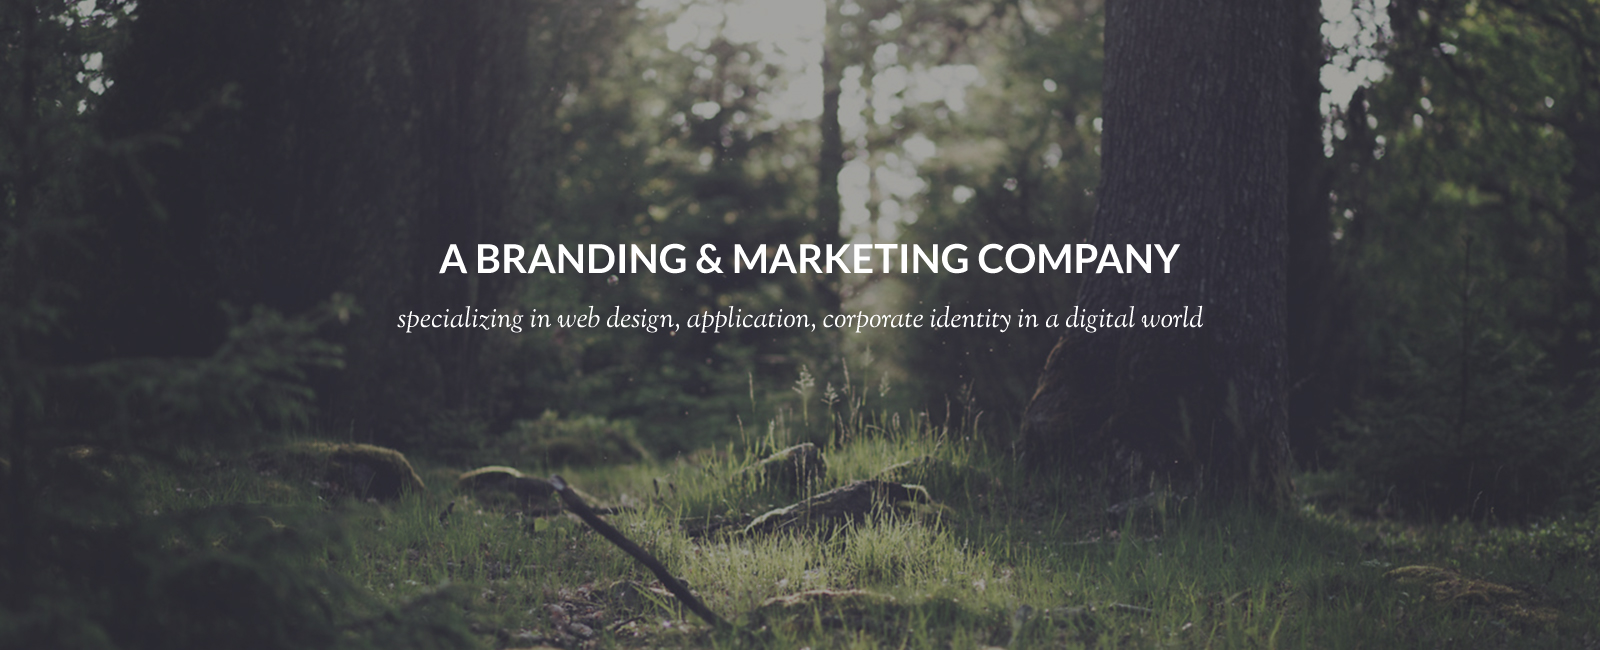 A BRANDING & MARKETING COMPANY
specializing in web design, application, corporate identity in a digital world